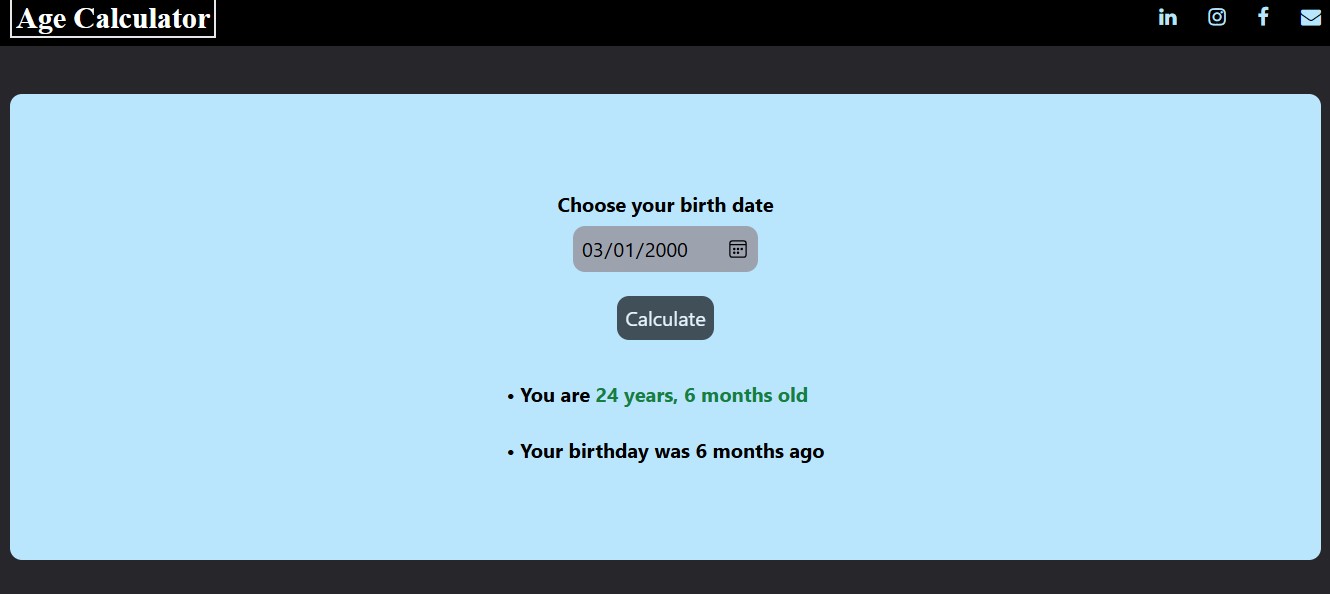 Age Calculator
Choose your birth date
03/01/2000
Calculate
• You are 24 years, 6 months old
• Your birthday was 6 months ago